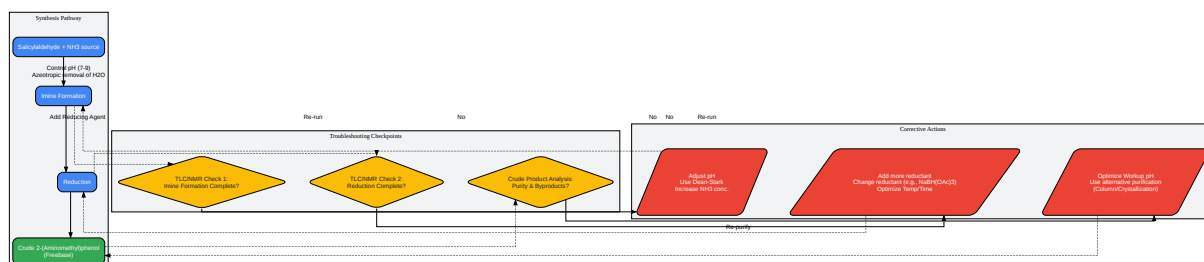 Synthesis Pathway
Salicylaldehyde + NH3 source
Control pH (7-9)
Azeotropic removal of H2O
Imine Formation
Add Reducing Agent
Reduction
Crude 2-(Aminomethyl)phenol
(Freebase)
Re-run
No
No
No
Re-run
Troubleshooting Checkpoints
TLC/NMR Check 1:
Imine Formation Complete?
TLC/NMR Check 2:
Reduction Complete?
Crude Product Analysis:
Purity & Byproducts?
Corrective Actions
Adjust pH
Use Dean-Stark
Increase NH3 conc.
Add more reductant
Change reductant (e.g., NaBH(OAc)3)
Optimize Temp/Time
Optimize Workup pH
Use alternative purification
(Column/Crystallization)
Re-purify